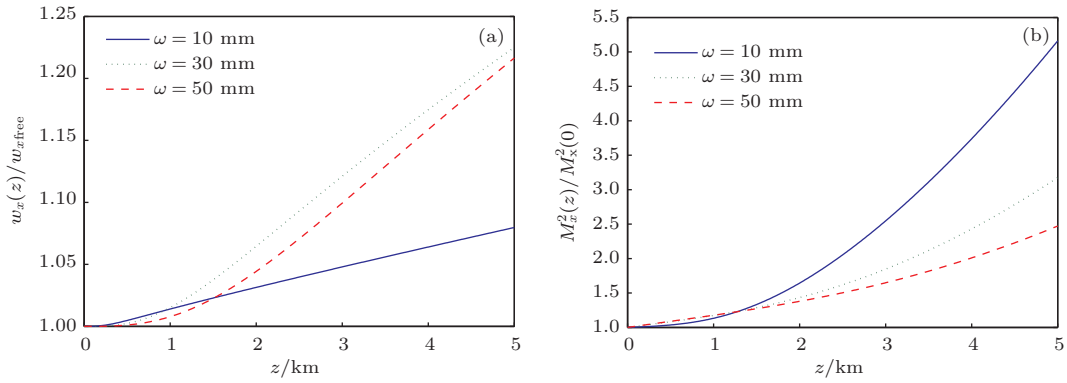 (a)
ω = 10 mm
ω = 30 mm
ω = 50 mm
1.25
1.20
1.15
1.10
1.05
1.00
w_x(z)/w_xfree
0 1 2 3 4 5
z/km
(b)
ω = 10 mm
ω = 30 mm
ω = 50 mm
5.5
5.0
4.5
4.0
3.5
3.0
2.5
2.0
1.5
1.0
M_x^2(z)/M_x^2(0)
0 1 2 3 4 5
z/km